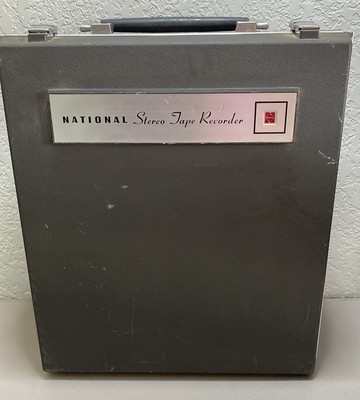 NATIONAL Stereo Tape Recorder